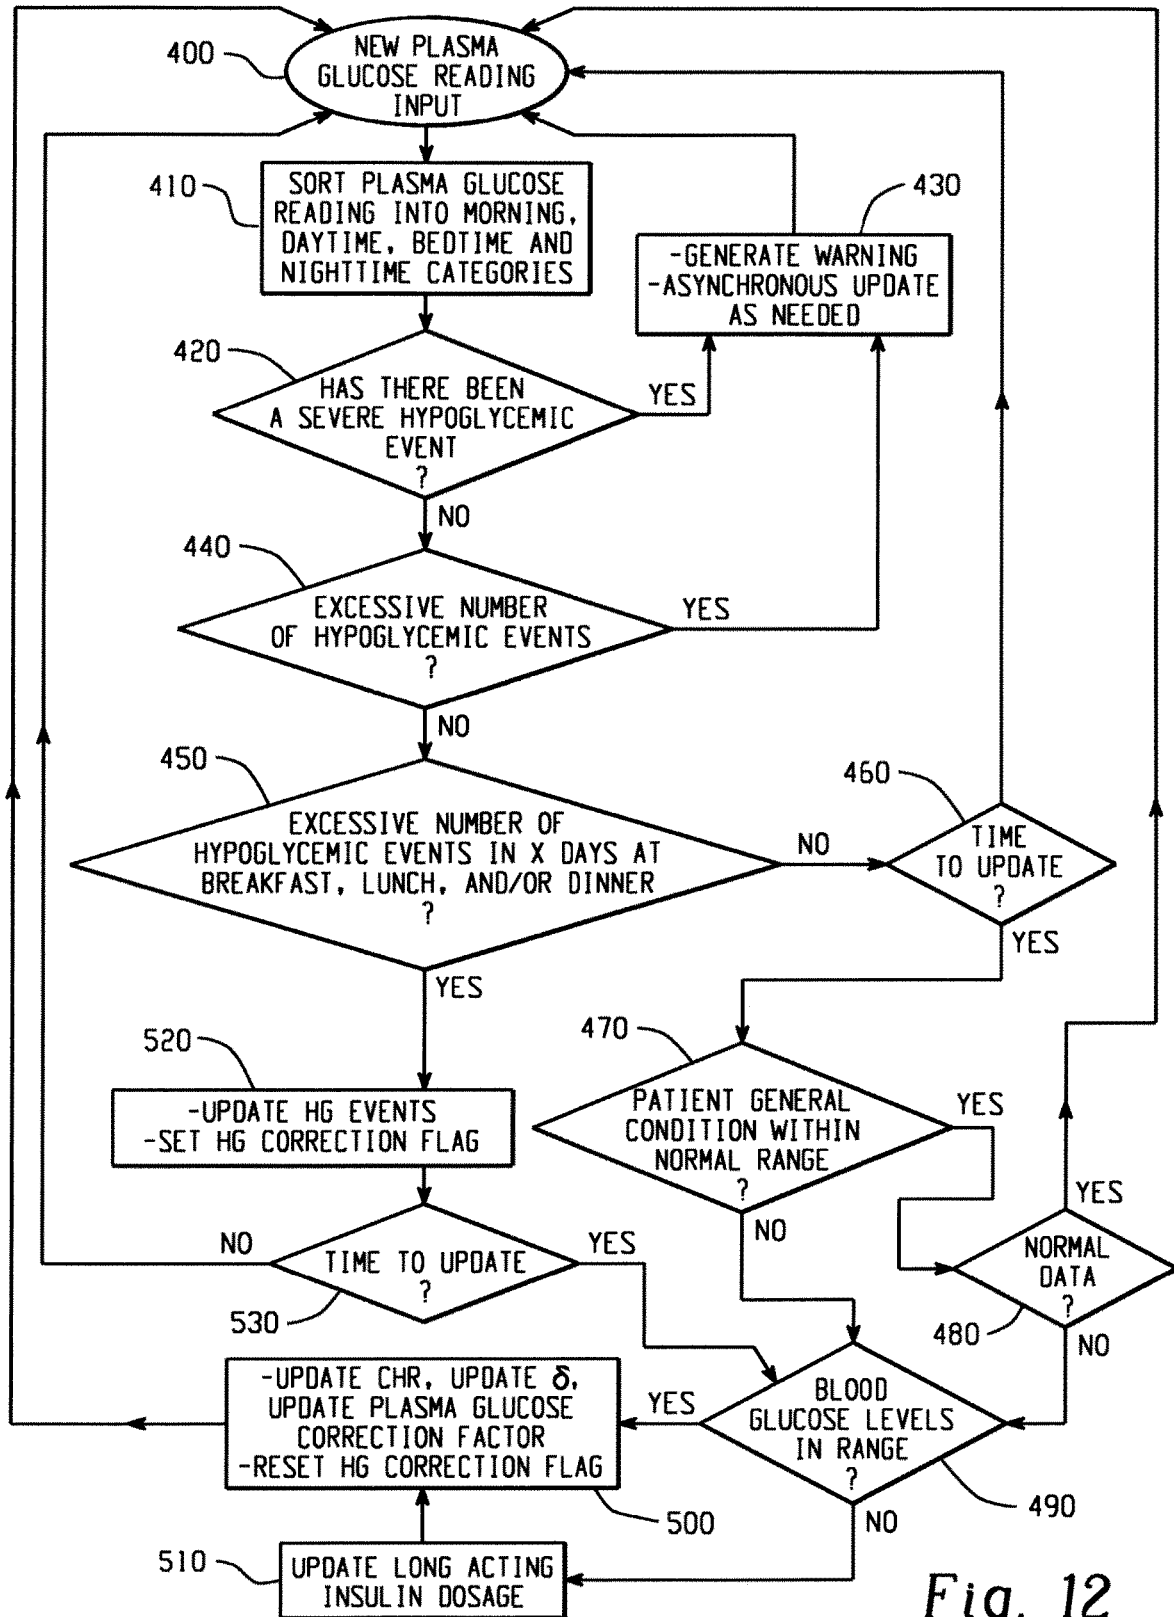 400
NEW PLASMA
GLUCOSE READING
INPUT
410
SORT PLASMA GLUCOSE
READING INTO MORNING,
DAYTIME, BEDTIME AND
NIGHTTIME CATEGORIES
430
-GENERATE WARNING
-ASYNCHRONOUS UPDATE
AS NEEDED
420
HAS THERE BEEN
A SEVERE HYPOGLYCEMIC
EVENT
?
YES
NO
440
EXCESSIVE NUMBER
OF HYPOGLYCEMIC EVENTS
?
YES
NO
450
EXCESSIVE NUMBER OF
HYPOGLYCEMIC EVENTS IN X DAYS AT
BREAKFAST, LUNCH, AND/OR DINNER
?
NO
YES
460
TIME
TO UPDATE
?
YES
470
PATIENT GENERAL
CONDITION WITHIN
NORMAL RANGE
?
YES
NO
520
-UPDATE HG EVENTS
-SET HG CORRECTION FLAG
NO
TIME TO UPDATE
?
YES
530
YES
NORMAL
DATA
?
480
NO
-UPDATE CHR, UPDATE δ,
UPDATE PLASMA GLUCOSE
CORRECTION FACTOR
-RESET HG CORRECTION FLAG
500
YES
BLOOD
GLUCOSE LEVELS
IN RANGE
?
490
NO
510
UPDATE LONG ACTING
INSULIN DOSAGE
Fig. 12